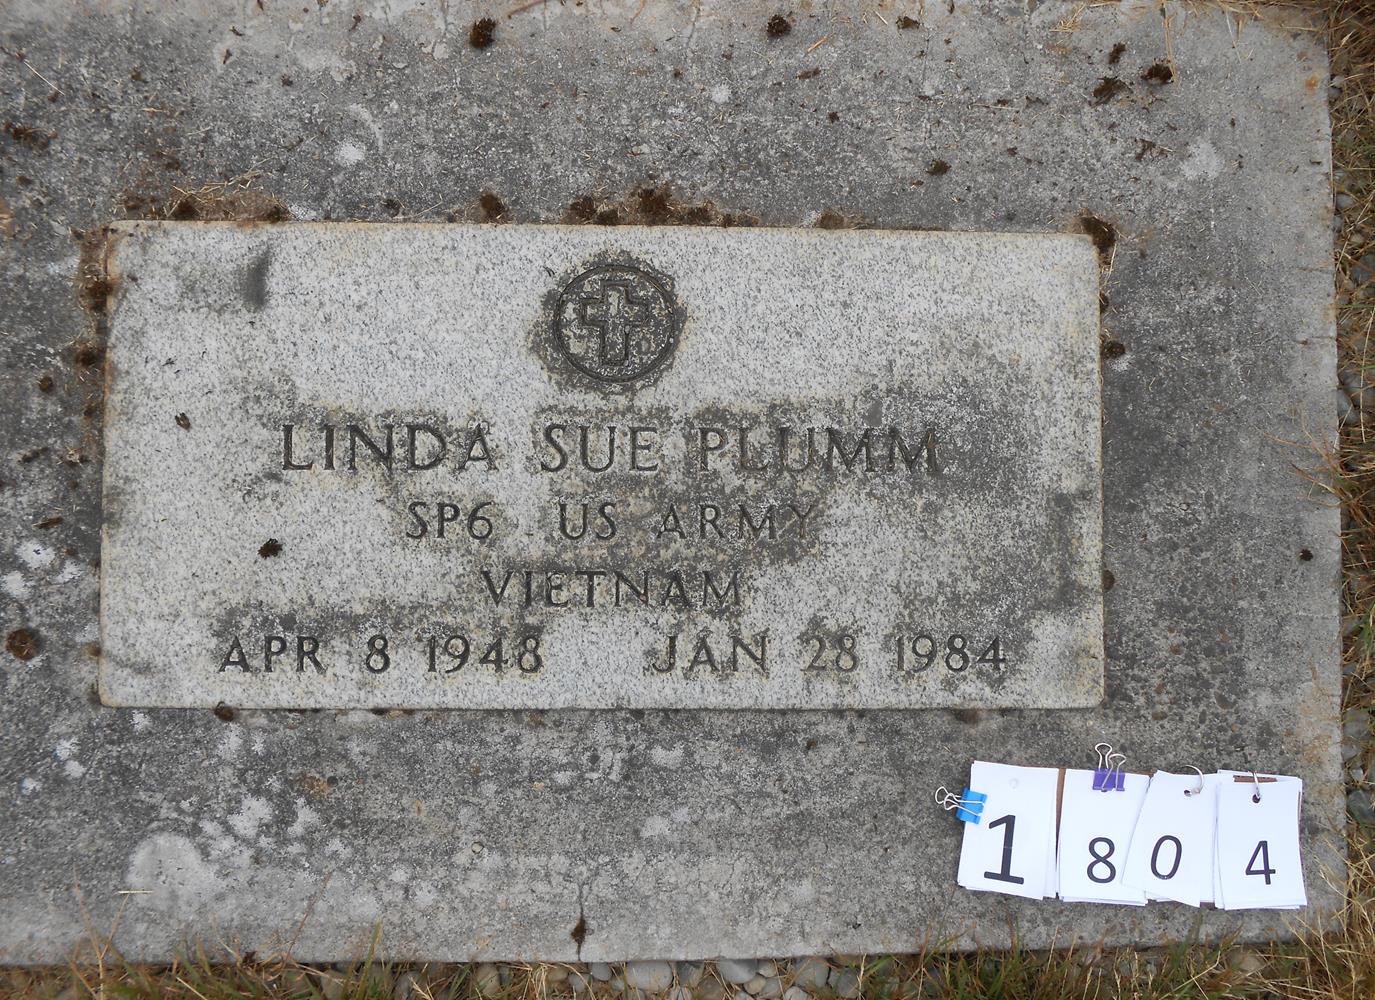 LINDA SUE PLUMM
SP6 US ARMY
VIETNAM
APR 8 1948 JAN 28 1984
1 8 0 4